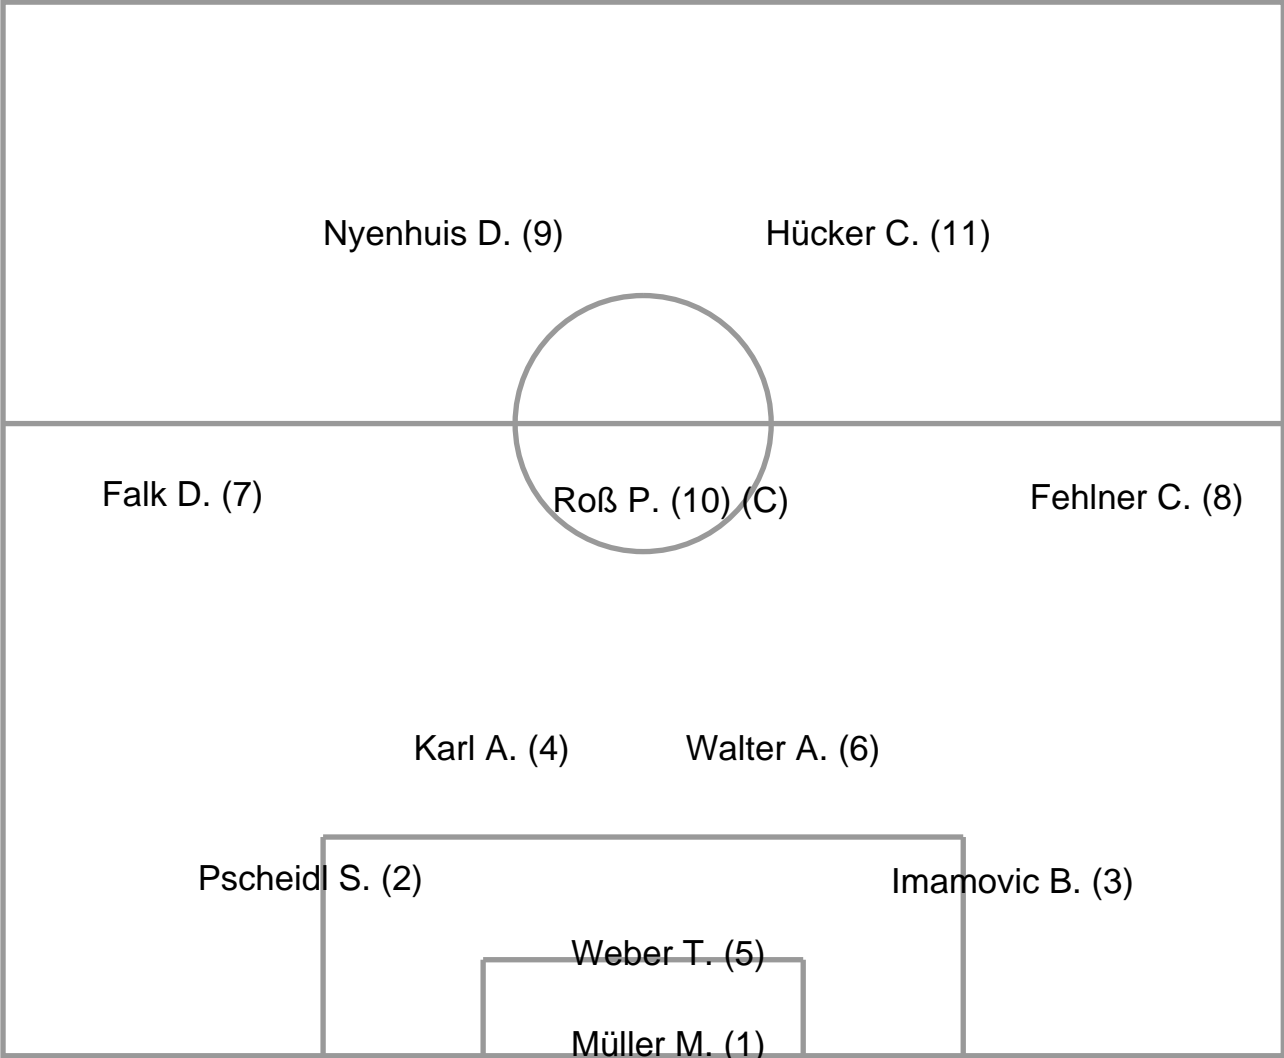 Nyenhuis D. (9)
Hücker C. (11)
Falk D. (7)
Roß P. (10) (C)
Fehlner C. (8)
Karl A. (4)
Walter A. (6)
Pscheidl S. (2)
Imamovic B. (3)
Weber T. (5)
Müller M. (1)